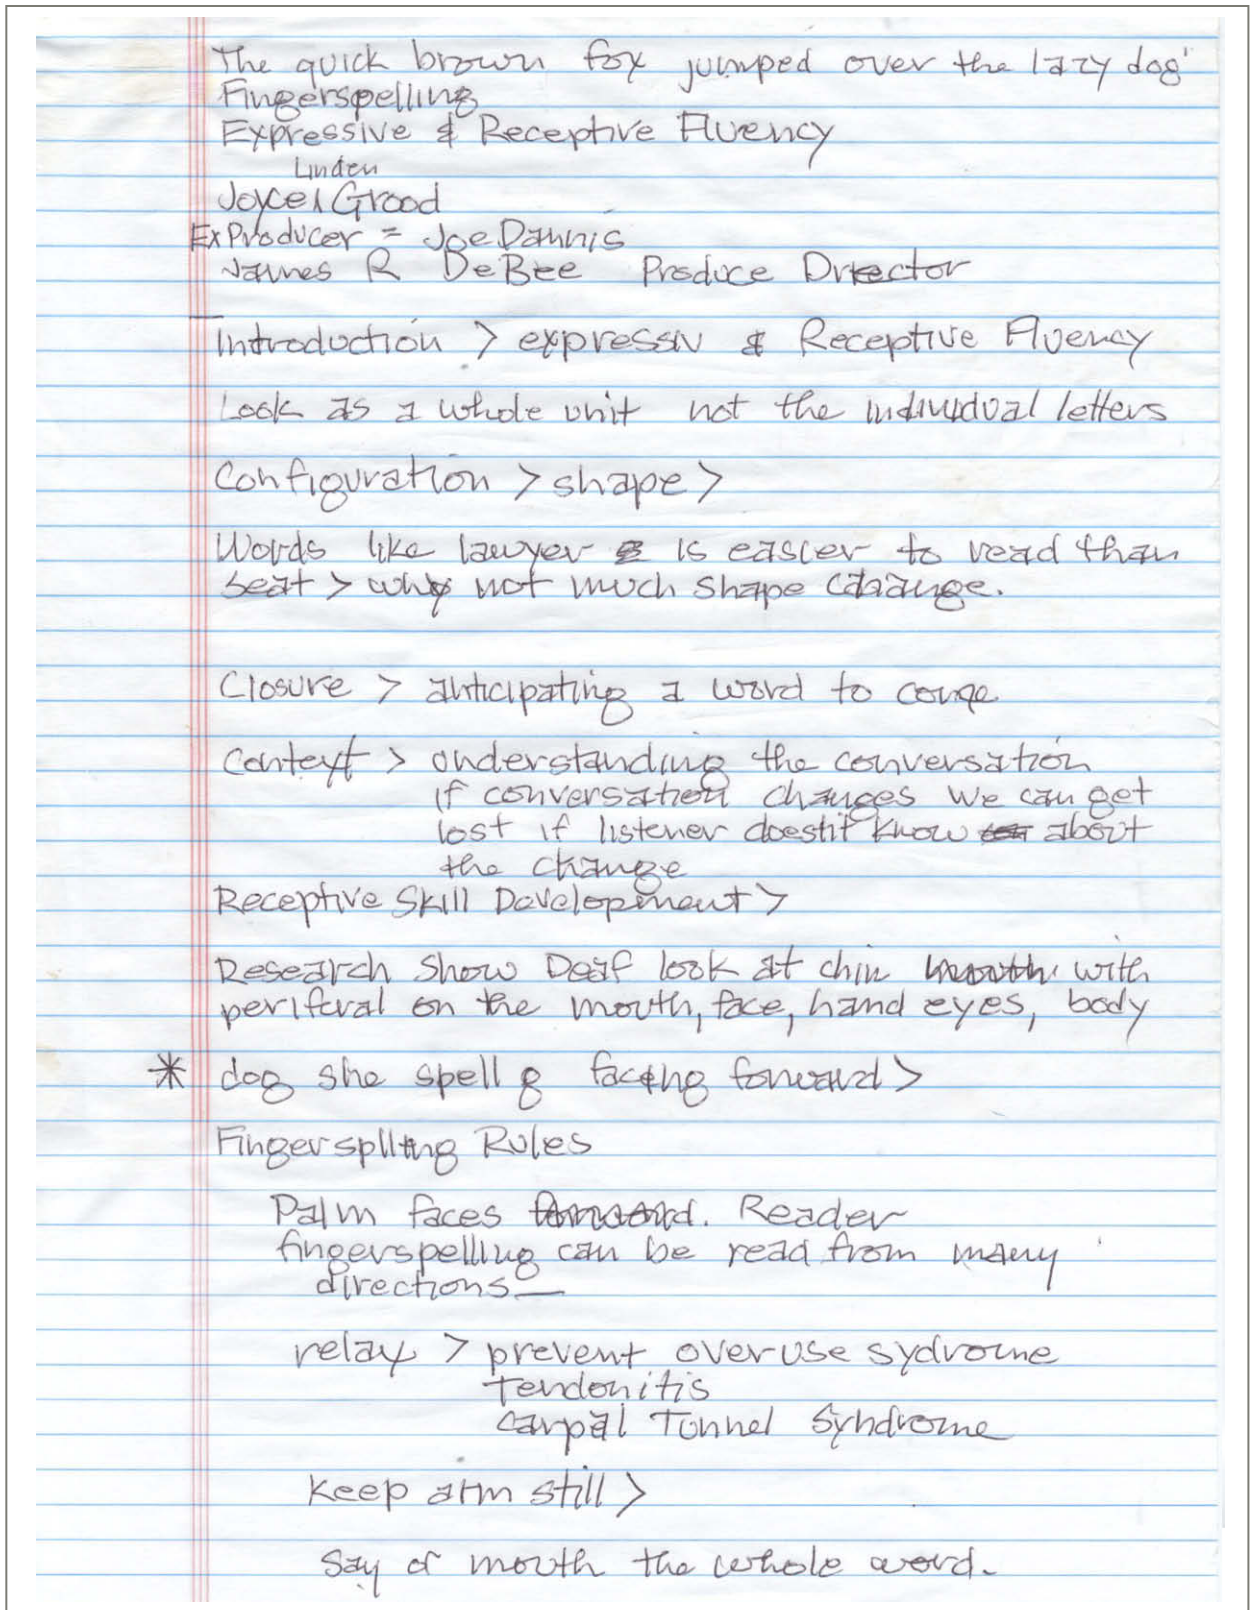 The quick brown fox jumped over the lazy dog"
Fingerspelling
Expressive & Receptive Fluency
Linden
Joyce Grood
Ex Producer = Joe Dannis
James R DeBee Produce Director
Introduction > expressiv & Receptive Fluency
Look as a whole unit not the individual letters
Configuration > shape >
Words like lawyer is easier to read than
seat > why not much shape change.
Closure > anticipating a word to come
Context > understanding the conversation
if conversation changes we can get
lost if listener doestit know about
the change
Receptive Skill Development >
Research show Deaf look at chin mouth with
periferal on the mouth, face, hand eyes, body
* dog she spell g facing forward >
Fingerspllting Rules
Palm faces forward. Reader
fingerspelling can be read from many
directions—
relax > prevent overuse sydrome
Tendonitis
Carpal Tunnel Syndrome
Keep arm still >
Say or mouth the whole word.